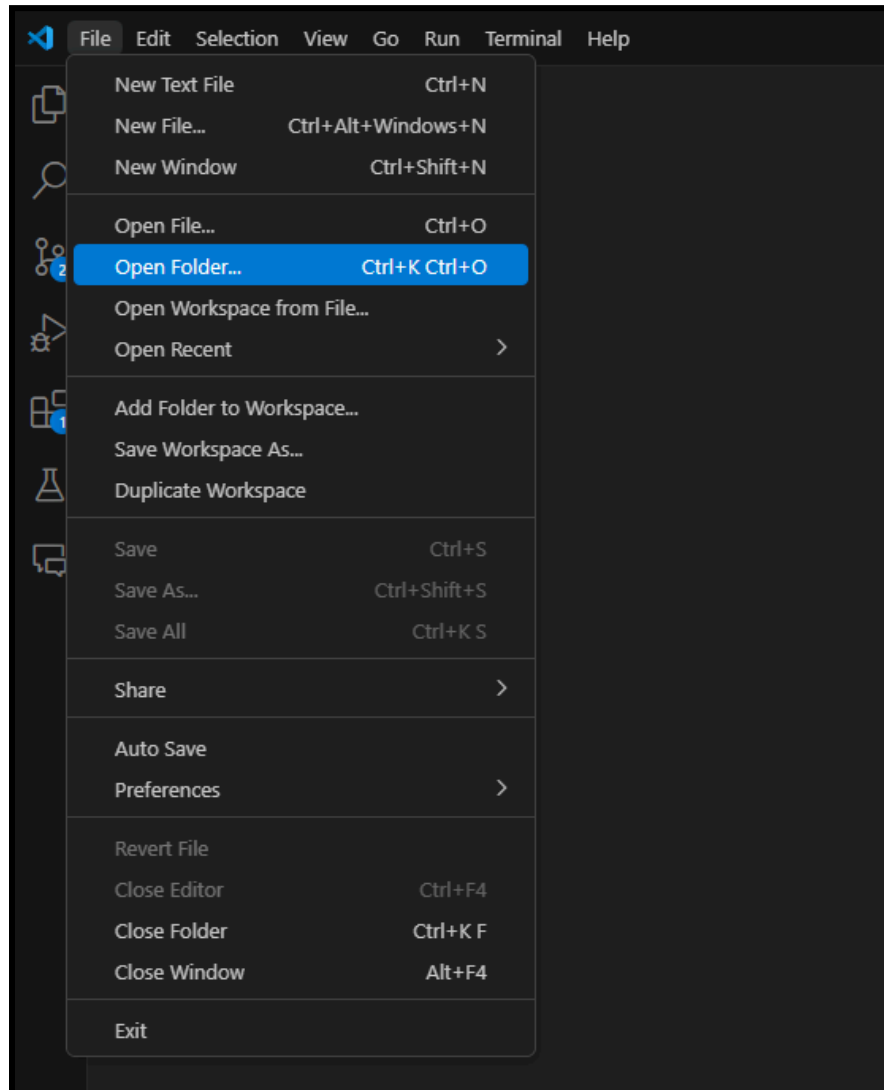 File Edit Selection View Go Run Terminal Help
New Text File Ctrl+N
New File... Ctrl+Alt+Windows+N
New Window Ctrl+Shift+N
Open File... Ctrl+O
Open Folder... Ctrl+K Ctrl+O
2
Open Workspace from File...
Open Recent
Add Folder to Workspace...
1
Save Workspace As...
Duplicate Workspace
Save Ctrl+S
Save As... Ctrl+Shift+S
Save All Ctrl+K S
Share
Auto Save
Preferences
Revert File
Close Editor Ctrl+F4
Close Folder Ctrl+K F
Close Window Alt+F4
Exit